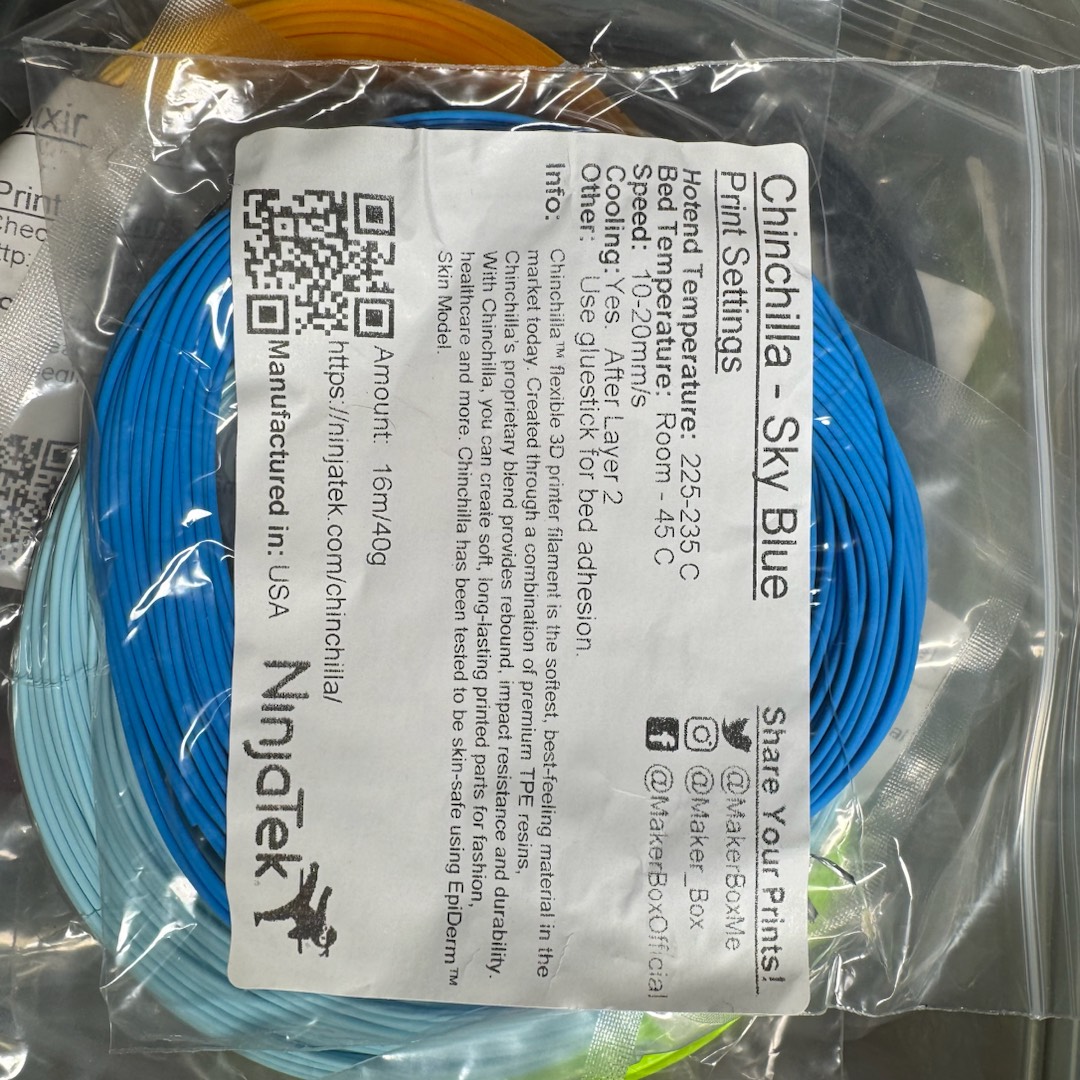 Chinchilla - Sky Blue
Print Settings
Hotend Temperature: 225-235 C
Bed Temperature: Room - 45 C
Speed: 10-20mm/s
Cooling: Yes. After Layer 2
Other: Use gluestick for bed adhesion.
Share Your Prints!
@MakerBoxMe
@Maker_Box
@MakerBoxOfficial
Info: Chinchilla™ flexible 3D printer filament is the softest, best-feeling material in the
market today. Created through a combination of premium TPE resins,
Chinchilla's proprietary blend provides rebound, impact resistance and durability.
With Chinchilla, you can create soft, long-lasting printed parts for fashion,
healthcare and more. Chinchilla has been tested to be skin-safe using EpiDerm™
Skin Model.
Amount: 16m/40g
https://ninjatek.com/chinchilla/
Manufactured in: USA
NINJATEK
Print